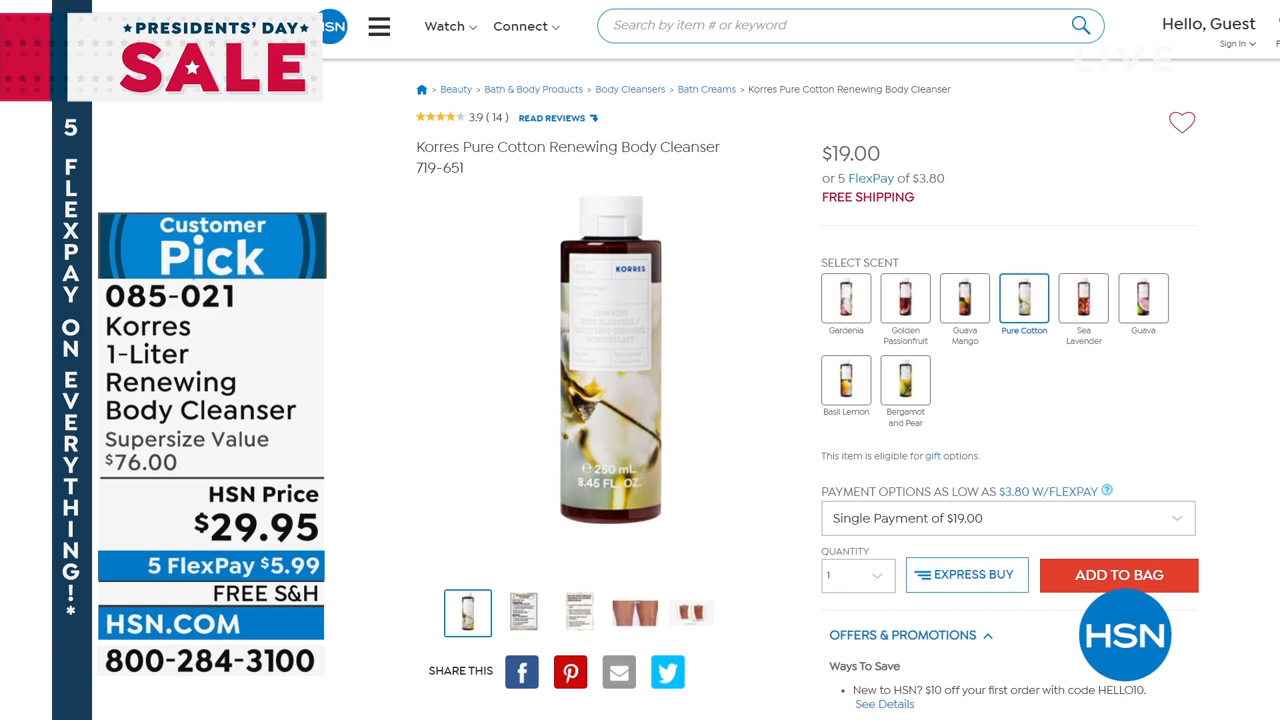 PRESIDENTS' DAY
SALE
5 FLEXPAY ON EVERYTHING!*
Customer
Pick
085-021
Korres
1-Liter
Renewing
Body Cleanser
Supersize Value
$76.00
HSN Price
$29.95
5 FlexPay $5.99
FREE S&H
HSN.COM
800-284-3100
HSN
Watch
Connect
Search by item # or keyword
Hello, Guest
Sign In
LIVE
> Beauty > Bath & Body Products > Body Cleansers > Bath Creams > Korres Pure Cotton Renewing Body Cleanser
3.9 ( 14 ) READ REVIEWS
Korres Pure Cotton Renewing Body Cleanser
719-651
KORRES
RENEWING
BODY CLEANSER /
℮ 250 mL
8.45 FL. OZ.
SHARE THIS
$19.00
or 5 FlexPay of $3.80
FREE SHIPPING
SELECT SCENT
Gardenia
Golden
Passionfruit
Guava
Mango
Pure Cotton
Sea
Lavender
Guava
Basil Lemon
Bergamot
and Pear
This item is eligible for gift options.
PAYMENT OPTIONS AS LOW AS $3.80 W/FLEXPAY ?
Single Payment of $19.00
QUANTITY
1
EXPRESS BUY
ADD TO BAG
OFFERS & PROMOTIONS
HSN
Ways To Save
• New to HSN? $10 off your first order with code HELLO10.
See Details